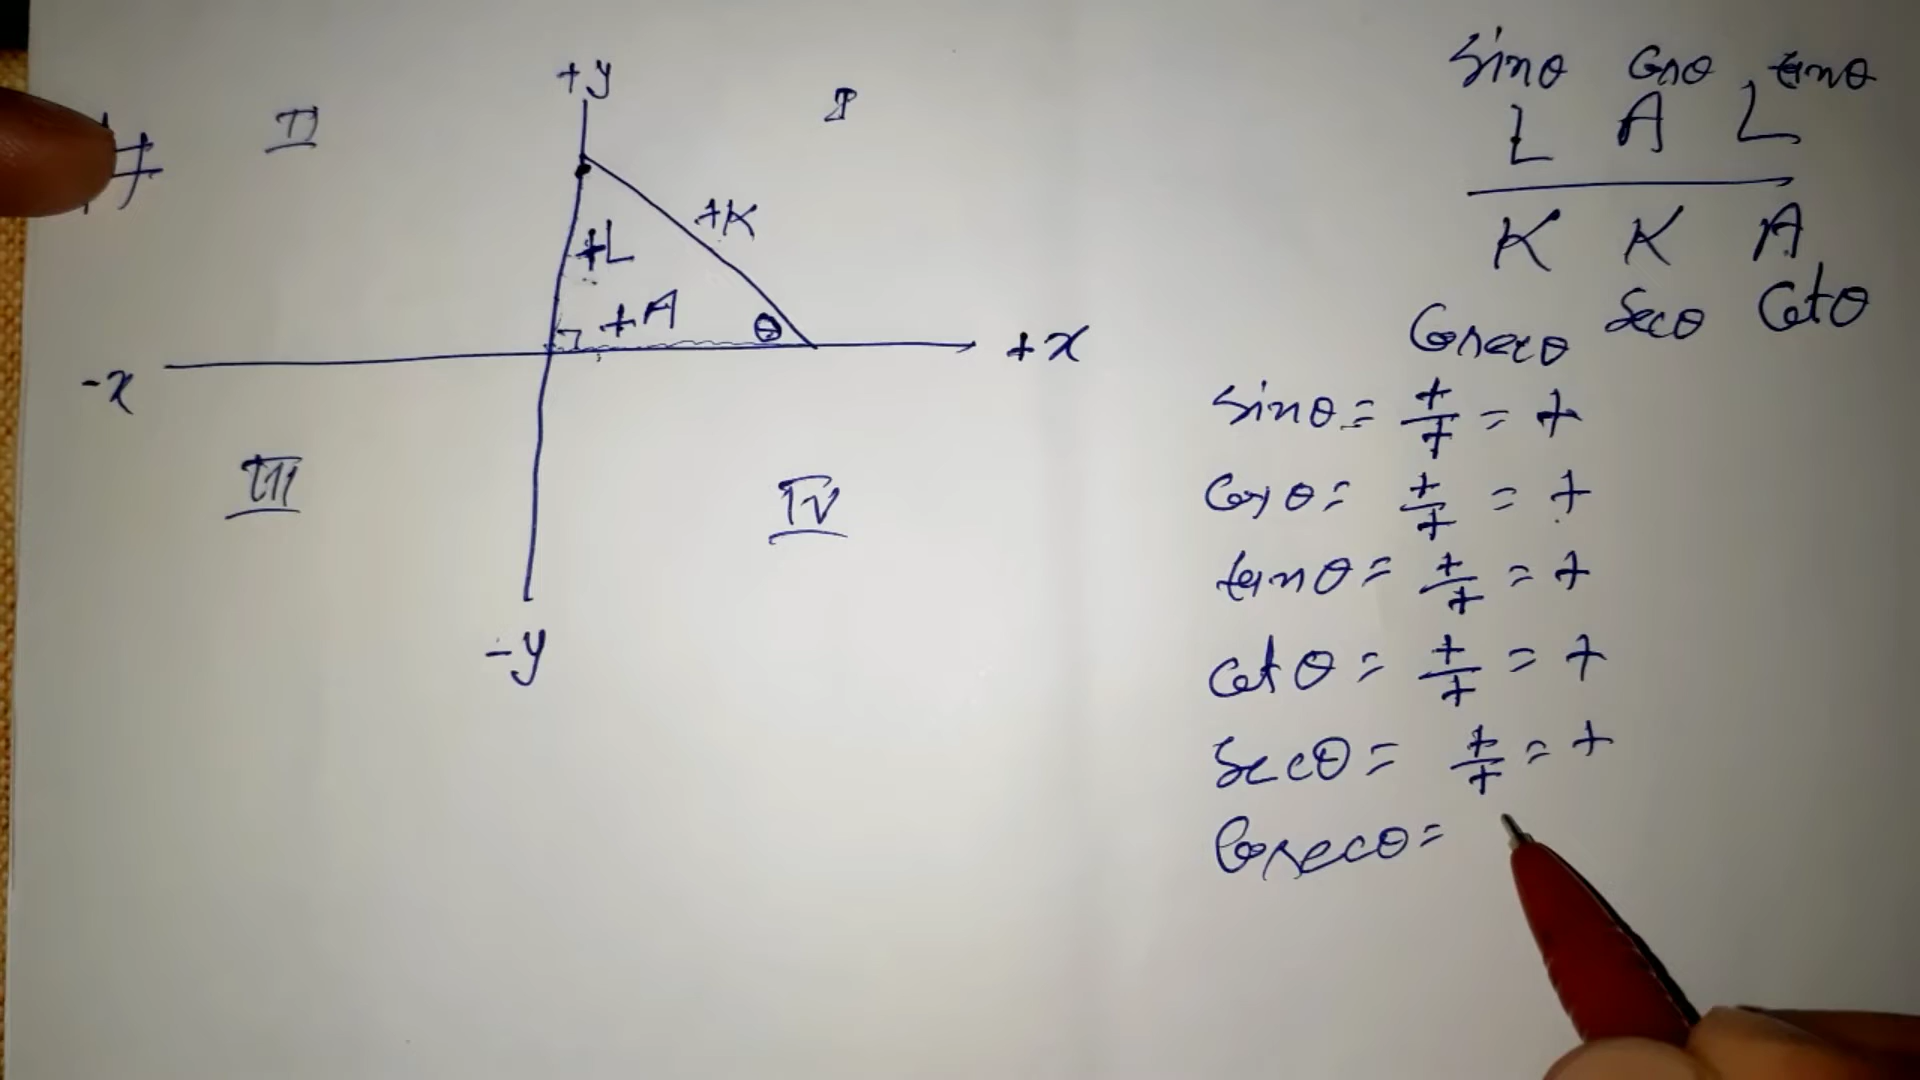 II
+y
I
+K
+L
+A θ
-x
+x
III
IV
-y
sinθ Cosθ tanθ
L A L
K K A
Cosecθ Secθ Cotθ
sinθ = +/+ = +
Cosθ = +/+ = +
tanθ = +/+ = +
Cotθ = +/+ = +
Secθ = +/+ = +
Cosecθ =